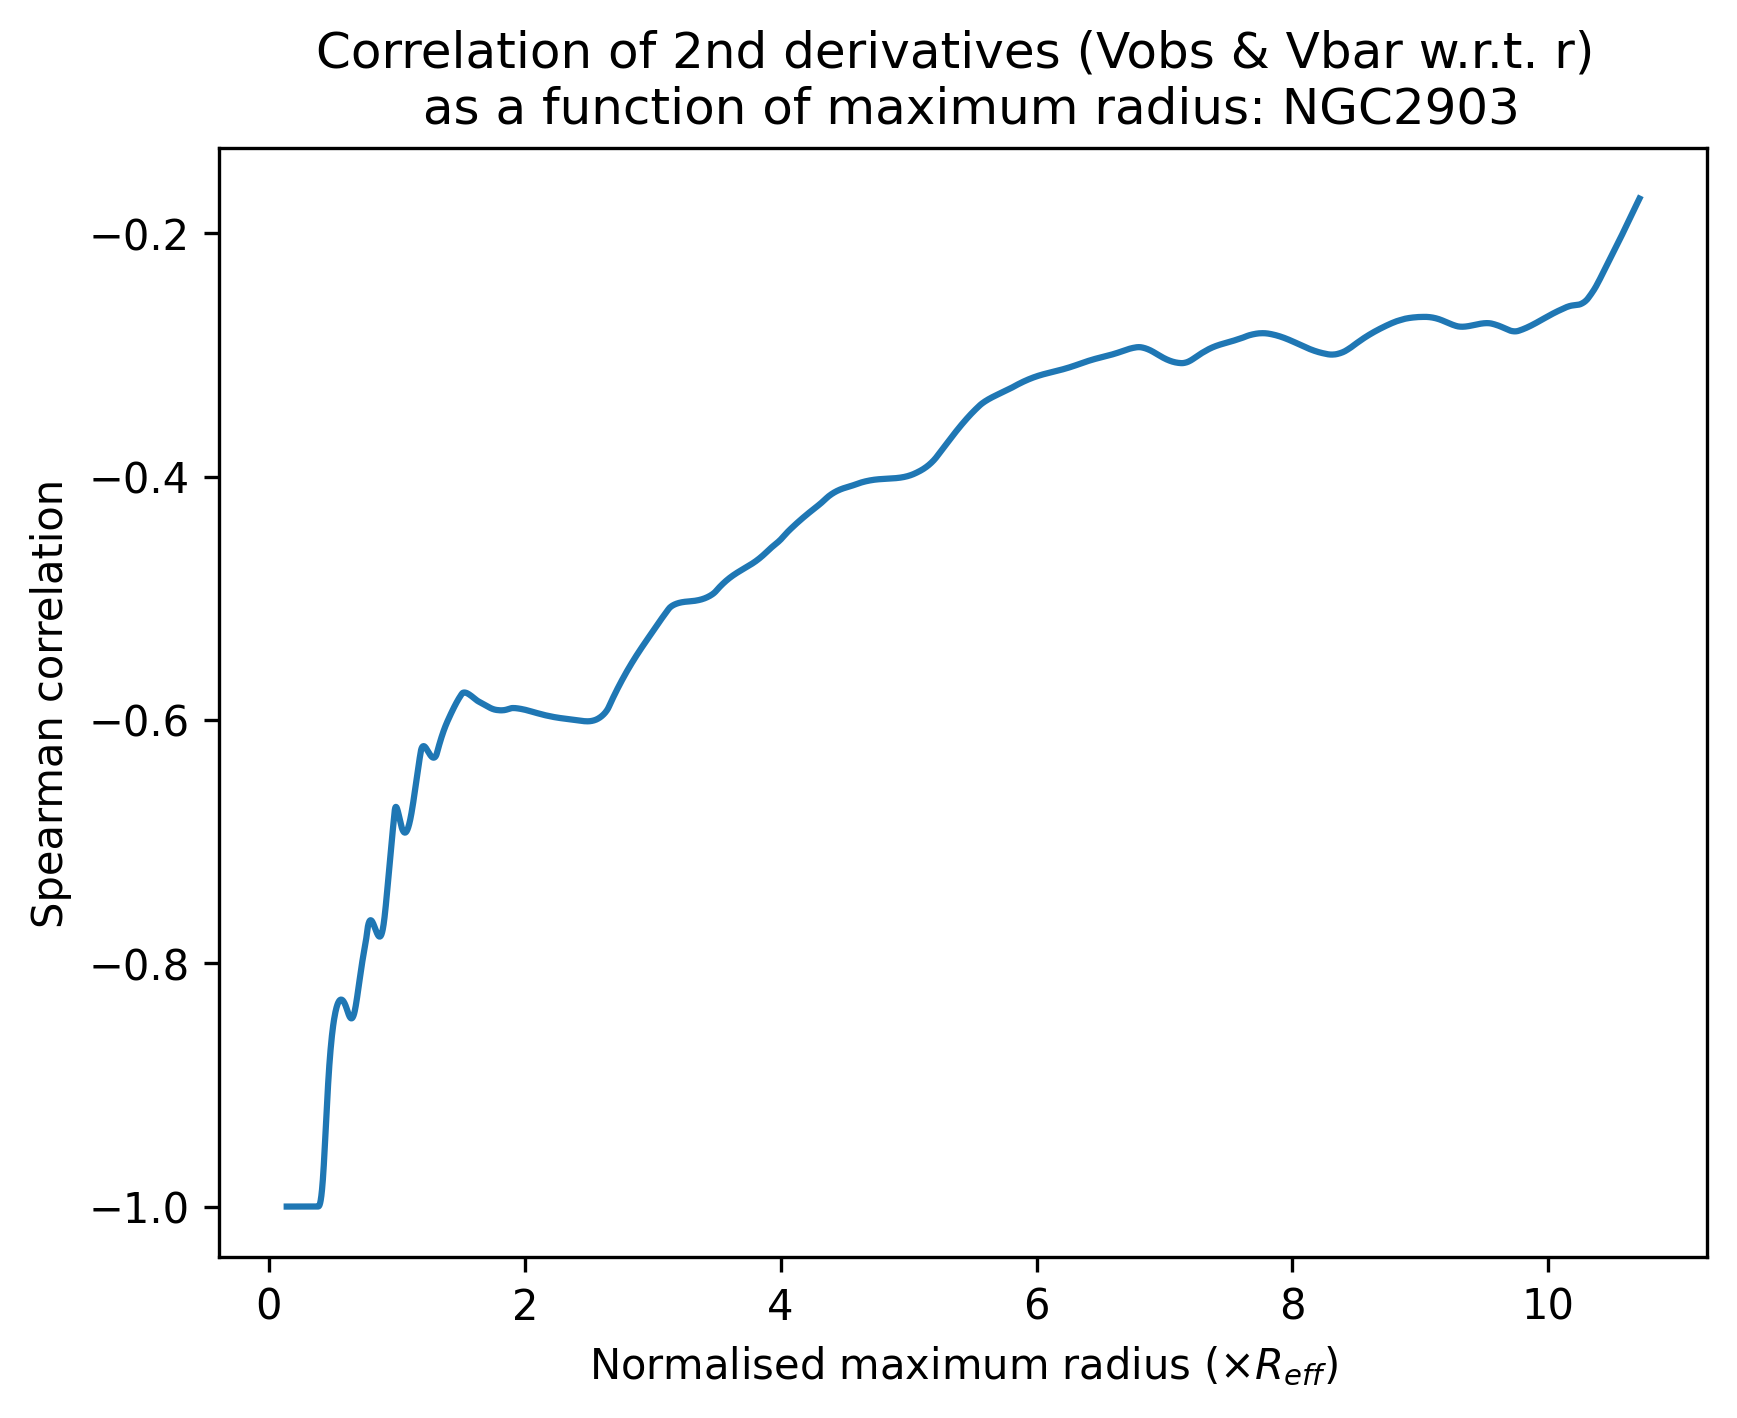 Correlation of 2nd derivatives (Vobs & Vbar w.r.t. r)
as a function of maximum radius: NGC2903
Spearman correlation
−0.2
−0.4
−0.6
−0.8
−1.0
0 2 4 6 8 10
Normalised maximum radius (×R_eff)